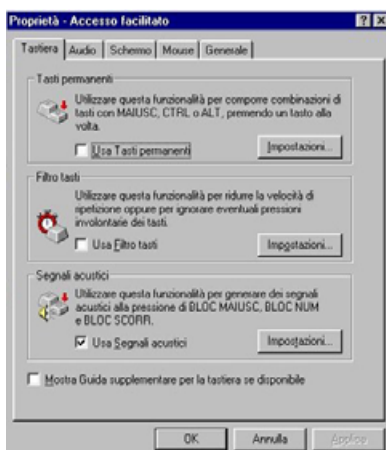 Proprietà - Accesso facilitato
Tastiera Audio Schermo Mouse Generale
Tasti permanenti
Utilizzare questa funzionalità per comporre combinazioni di
tasti con MAIUSC, CTRL o ALT, premendo un tasto alla
volta.
Usa Tasti permanenti
Impostazioni...
Filtro tasti
Utilizzare questa funzionalità per ridurre la velocità di
ripetizione oppure per ignorare eventuali pressioni
involontarie dei tasti.
Usa Filtro tasti
Impostazioni...
Segnali acustici
Utilizzare questa funzionalità per generare dei segnali
acustici alla pressione di BLOC MAIUSC, BLOC NUM
e BLOC SCORR.
Usa Segnali acustici
Impostazioni...
Mostra Guida supplementare per la tastiera se disponibile
OK Annulla Applica